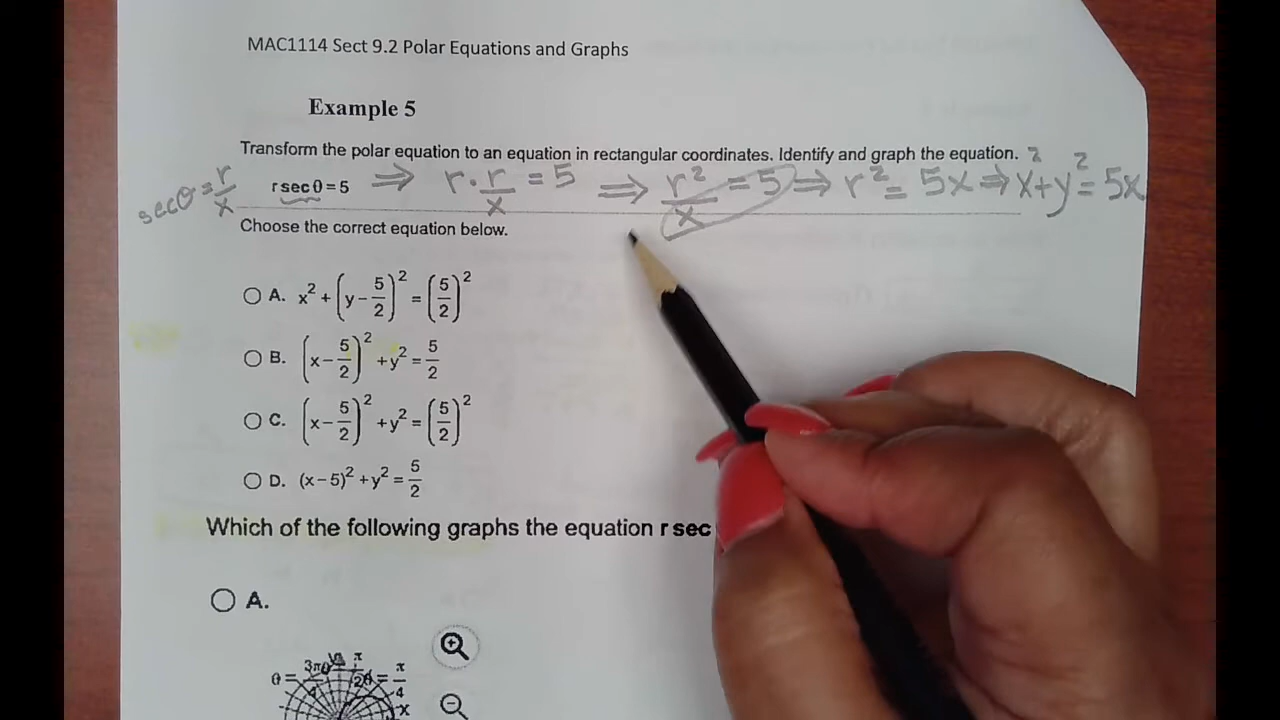 MAC1114 Sect 9.2 Polar Equations and Graphs
Example 5
Transform the polar equation to an equation in rectangular coordinates. Identify and graph the equation.
secθ = r/x r sec θ = 5 ⇒ r · r/x = 5 ⇒ r²/x = 5 ⇒ r² = 5x ⇒ x² + y² = 5x
Choose the correct equation below.
A. x² + (y − 5/2)² = (5/2)²
B. (x − 5/2)² + y² = 5/2
C. (x − 5/2)² + y² = (5/2)²
D. (x − 5)² + y² = 5/2
Which of the following graphs the equation r sec
A.